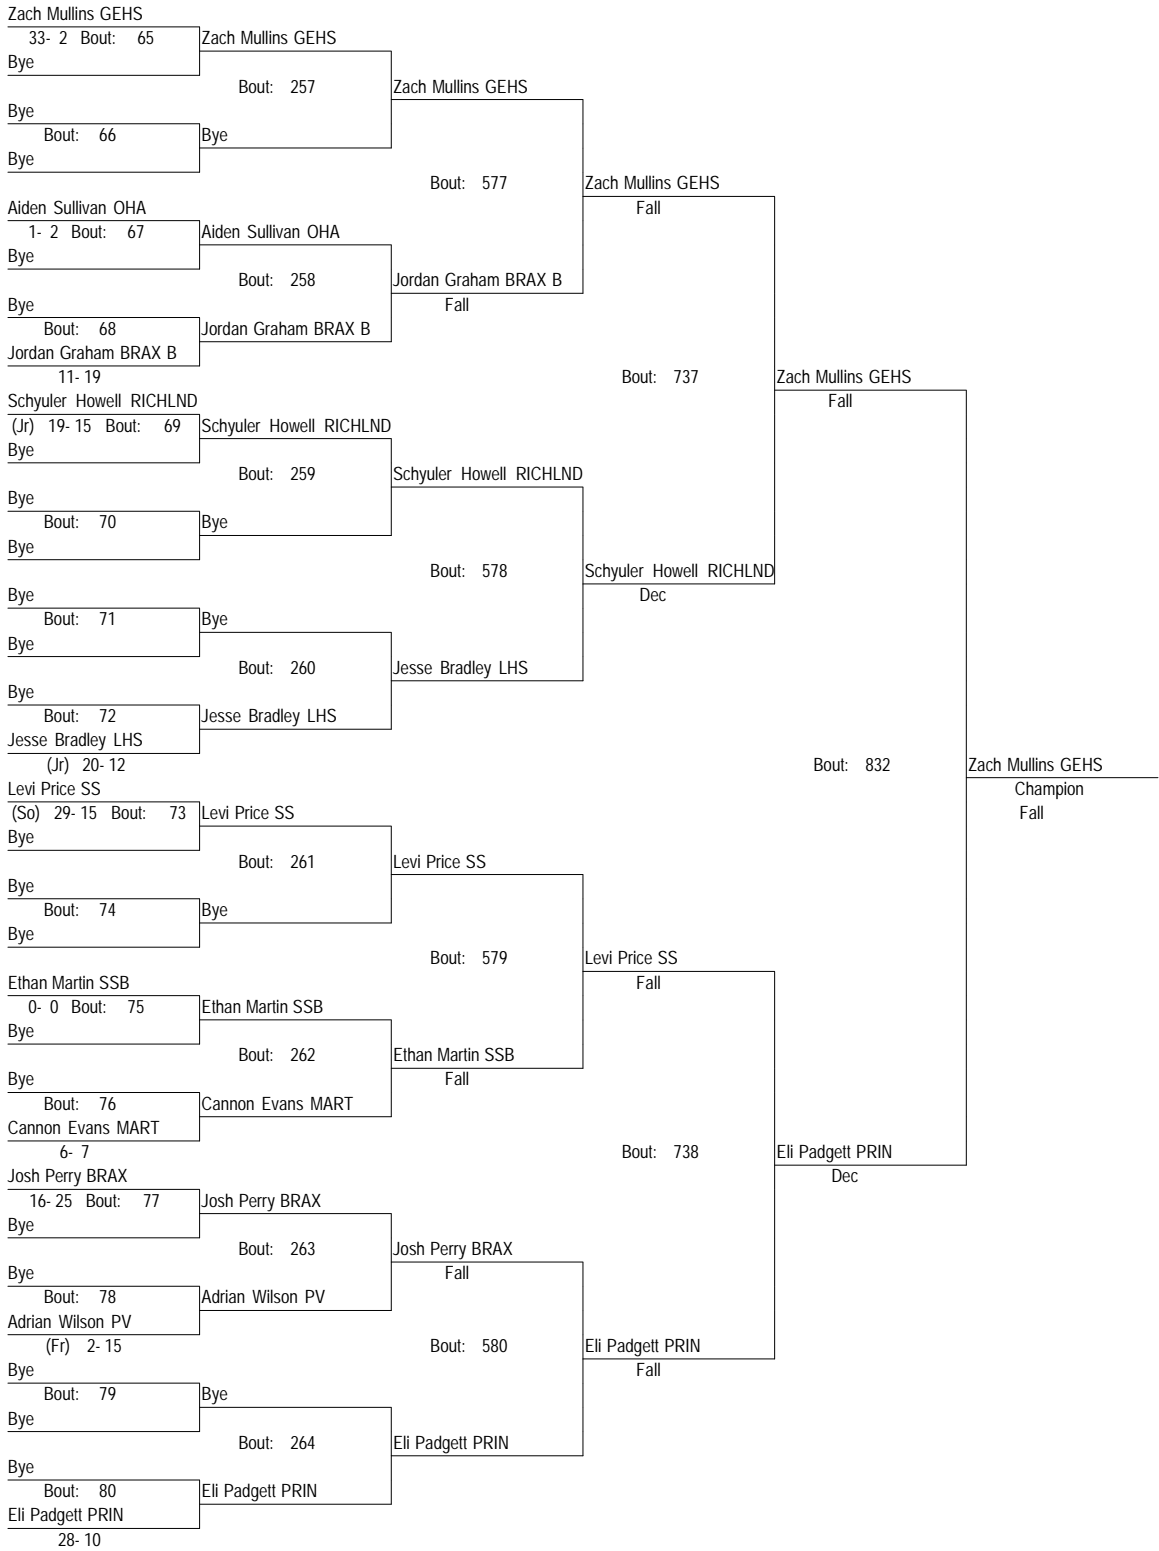 Zach Mullins GEHS
33- 2 Bout: 65 Zach Mullins GEHS
Bye
Bout: 257 Zach Mullins GEHS
Bye
Bout: 66 Bye
Bye
Bout: 577 Zach Mullins GEHS
Aiden Sullivan OHA Fall
1- 2 Bout: 67 Aiden Sullivan OHA
Bye
Bout: 258 Jordan Graham BRAX B
Bye Fall
Bout: 68 Jordan Graham BRAX B
Jordan Graham BRAX B
11- 19 Bout: 737 Zach Mullins GEHS
Schyuler Howell RICHLND Fall
(Jr) 19- 15 Bout: 69 Schyuler Howell RICHLND
Bye
Bout: 259 Schyuler Howell RICHLND
Bye
Bout: 70 Bye
Bye
Bout: 578 Schyuler Howell RICHLND
Bye Dec
Bout: 71 Bye
Bye
Bout: 260 Jesse Bradley LHS
Bye
Bout: 72 Jesse Bradley LHS
Jesse Bradley LHS
(Jr) 20- 12 Bout: 832 Zach Mullins GEHS
Levi Price SS Champion
(So) 29- 15 Bout: 73 Levi Price SS Fall
Bye
Bout: 261 Levi Price SS
Bye
Bout: 74 Bye
Bye
Bout: 579 Levi Price SS
Ethan Martin SSB Fall
0- 0 Bout: 75 Ethan Martin SSB
Bye
Bout: 262 Ethan Martin SSB
Bye Fall
Bout: 76 Cannon Evans MART
Cannon Evans MART
6- 7 Bout: 738 Eli Padgett PRIN
Josh Perry BRAX Dec
16- 25 Bout: 77 Josh Perry BRAX
Bye
Bout: 263 Josh Perry BRAX
Bye Fall
Bout: 78 Adrian Wilson PV
Adrian Wilson PV
(Fr) 2- 15 Bout: 580 Eli Padgett PRIN
Bye Fall
Bout: 79 Bye
Bye
Bout: 264 Eli Padgett PRIN
Bye
Bout: 80 Eli Padgett PRIN
Eli Padgett PRIN
28- 10